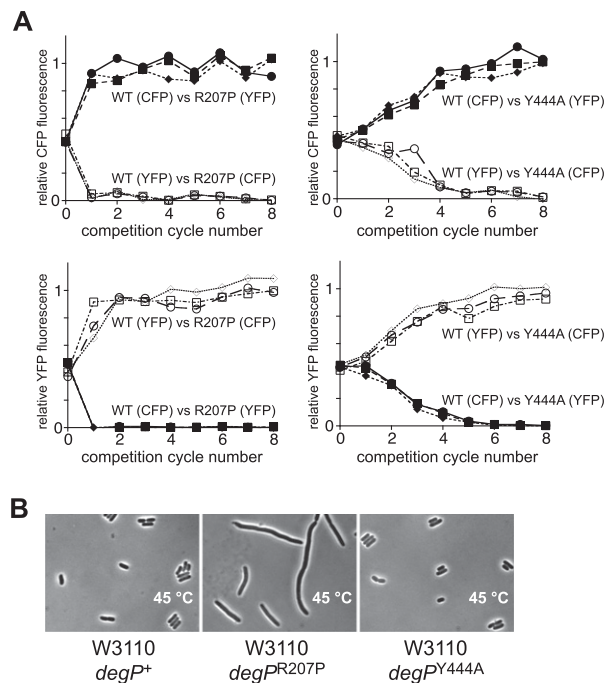 A
relative CFP fluorescence
1
0
WT (CFP) vs R207P (YFP)
WT (YFP) vs R207P (CFP)
0 2 4 6 8
competition cycle number
relative CFP fluorescence
1
0
WT (CFP) vs Y444A (YFP)
WT (YFP) vs Y444A (CFP)
0 2 4 6 8
competition cycle number
relative YFP fluorescence
1
0
WT (YFP) vs R207P (CFP)
WT (CFP) vs R207P (YFP)
0 2 4 6 8
competition cycle number
relative YFP fluorescence
1
0
WT (YFP) vs Y444A (CFP)
WT (CFP) vs Y444A (YFP)
0 2 4 6 8
competition cycle number
B
45 °C
45 °C
45 °C
W3110
degP+
W3110
degPR207P
W3110
degPY444A